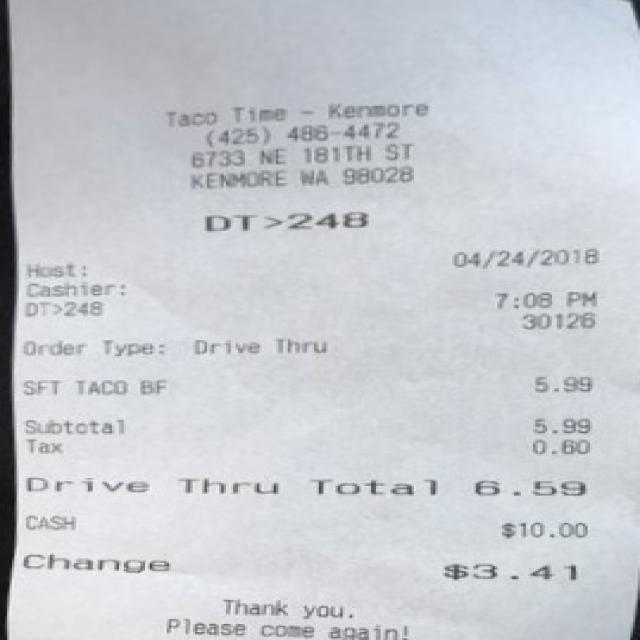 Taco Time - Kenmore
(425) 486-4472
6733 NE 181TH ST
KENMORE WA 98028
DT>248
Host: 04/24/2018
Cashier: 7:08 PM
DT>248 30126
Order Type: Drive Thru
SFT TACO BF 5.99
Subtotal 5.99
Tax 0.60
Drive Thru Total 6.59
CASH $10.00
Change $3.41
Thank you.
Please come again!